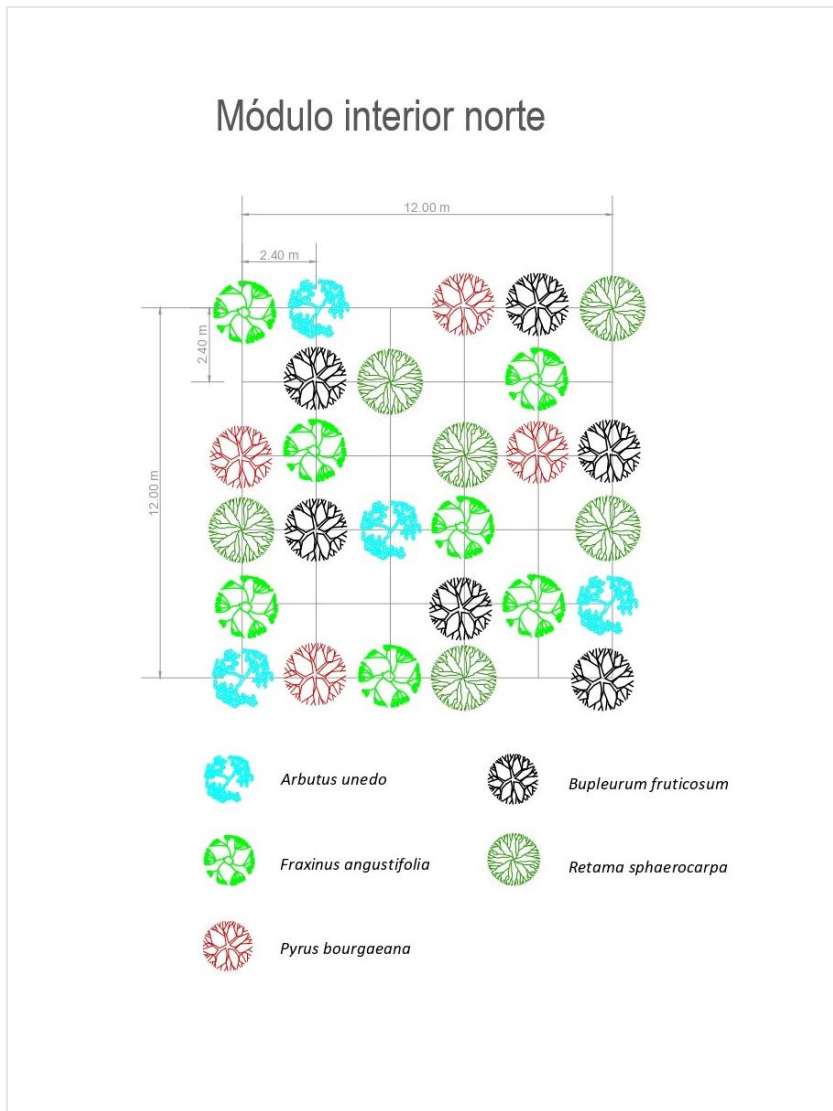 Módulo interior norte
12.00 m
2.40 m
2.40 m
12.00 m
Arbutus unedo
Bupleurum fruticosum
Fraxinus angustifolia
Retama sphaerocarpa
Pyrus bourgaeana